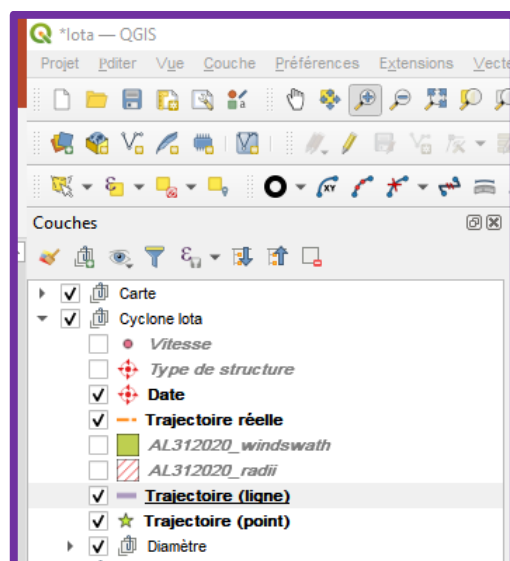 *Iota — QGIS
Projet Éditer Vue Couche Préférences Extensions Vecte
Couches
Carte
Cyclone Iota
Vitesse
Type de structure
Date
Trajectoire réelle
AL312020_windswath
AL312020_radii
Trajectoire (ligne)
Trajectoire (point)
Diamètre